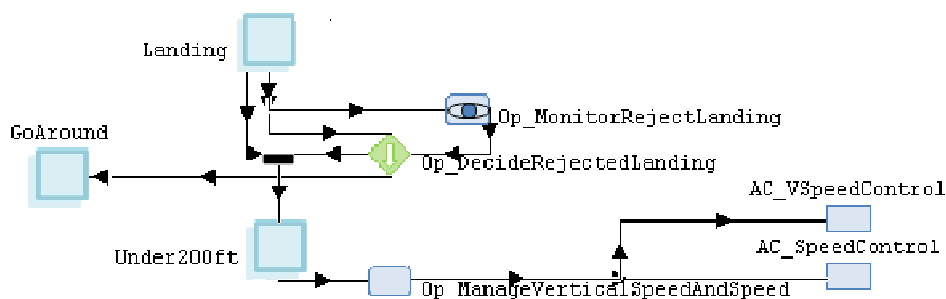 Landing
Op_MonitorRejectLanding
GoAround
Op_DecideRejectedLanding
AC_VSpeedControl
Under200ft
AC_SpeedControl
Op_ManageVerticalSpeedAndSpeed